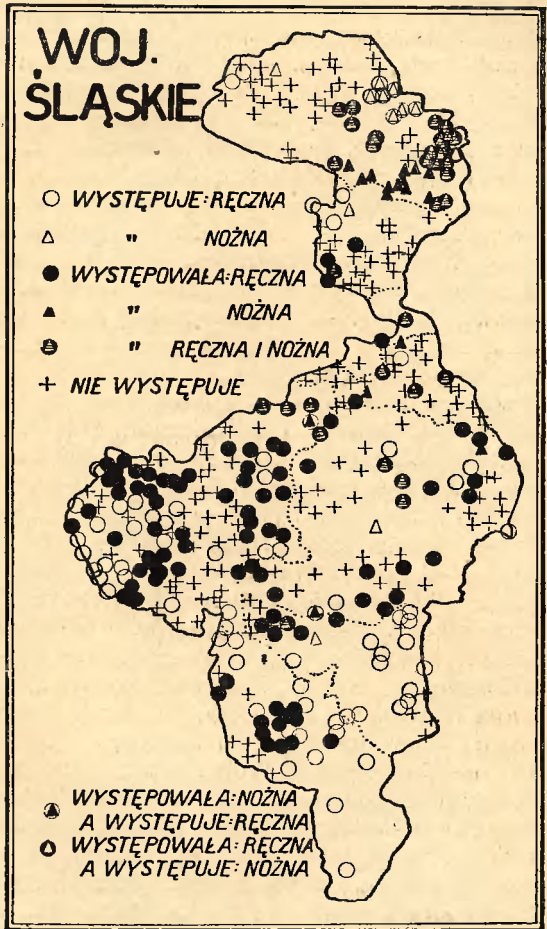 WOJ.
ŚLĄSKIE
WYSTĘPUJE: RĘCZNA
" NOŻNA
WYSTĘPOWAŁA: RĘCZNA
" NOŻNA
" RĘCZNA I NOŻNA
NIE WYSTĘPUJE
WYSTĘPOWAŁA: NOŻNA
A WYSTĘPUJE: RĘCZNA
WYSTĘPOWAŁA: RĘCZNA
A WYSTĘPUJE: NOŻNA